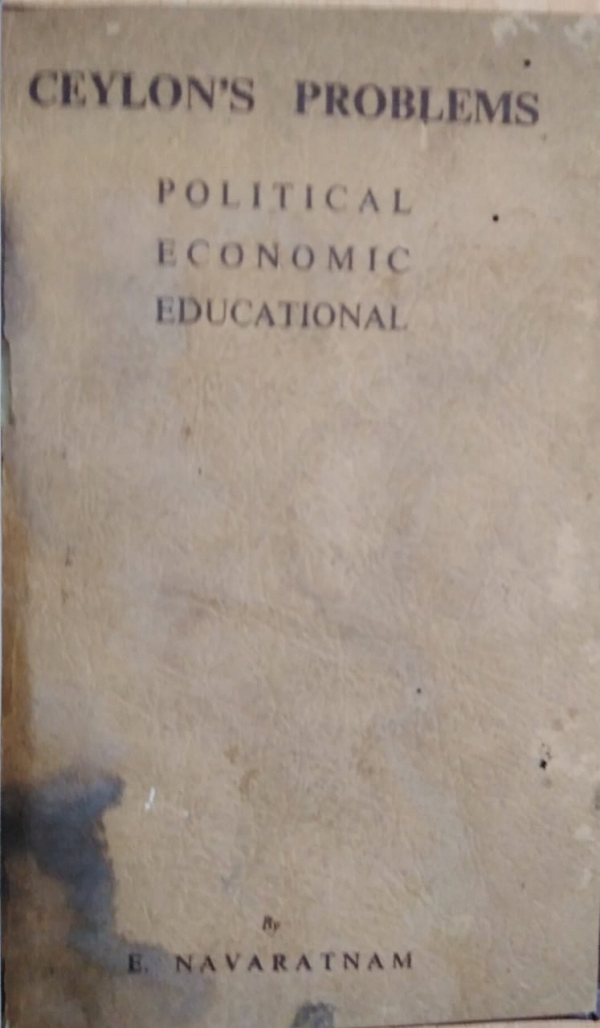 CEYLON'S PROBLEMS
POLITICAL
ECONOMIC
EDUCATIONAL
By
E. NAVARATNAM